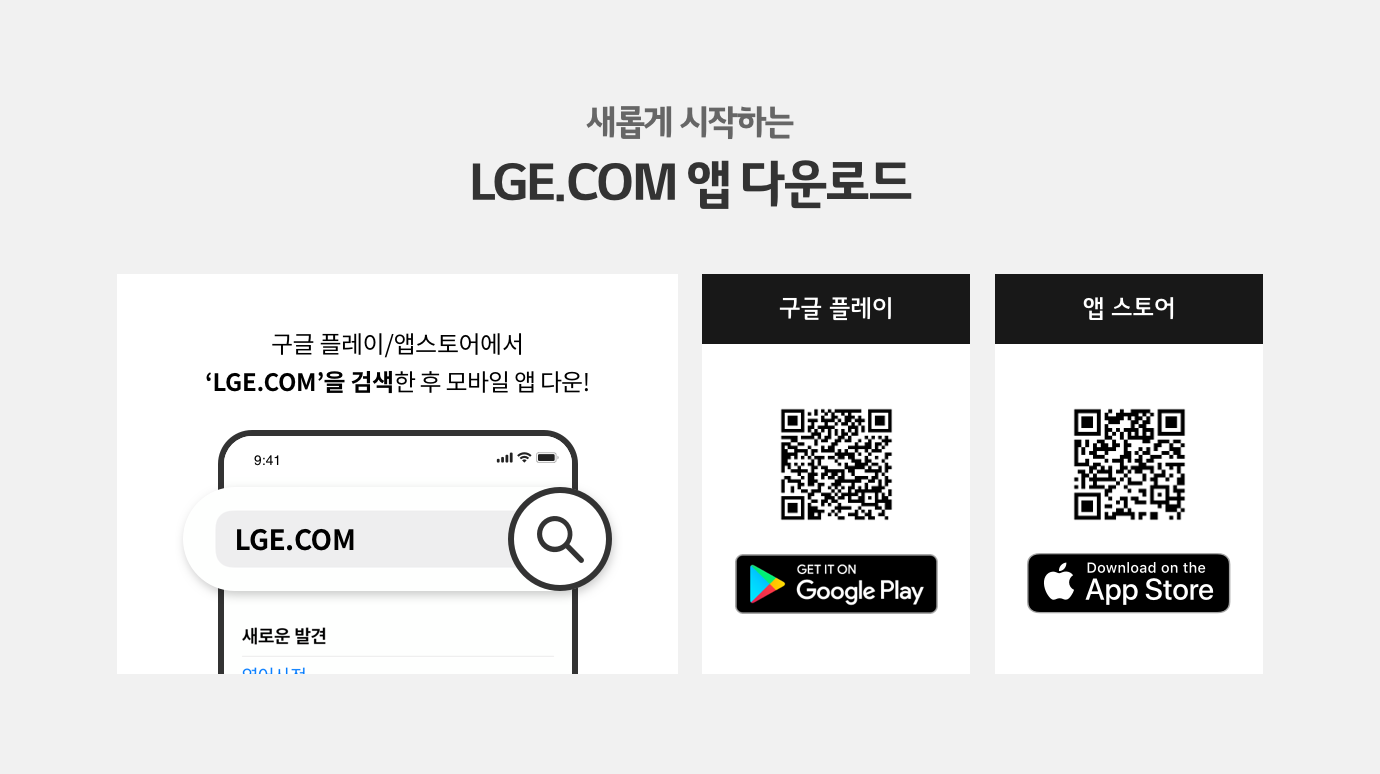 새롭게 시작하는
LGE.COM 앱 다운로드
구글 플레이/앱스토어에서
‘LGE.COM’을 검색한 후 모바일 앱 다운!
9:41
LGE.COM
새로운 발견
구글 플레이
GET IT ON
Google Play
앱 스토어
Download on the
App Store